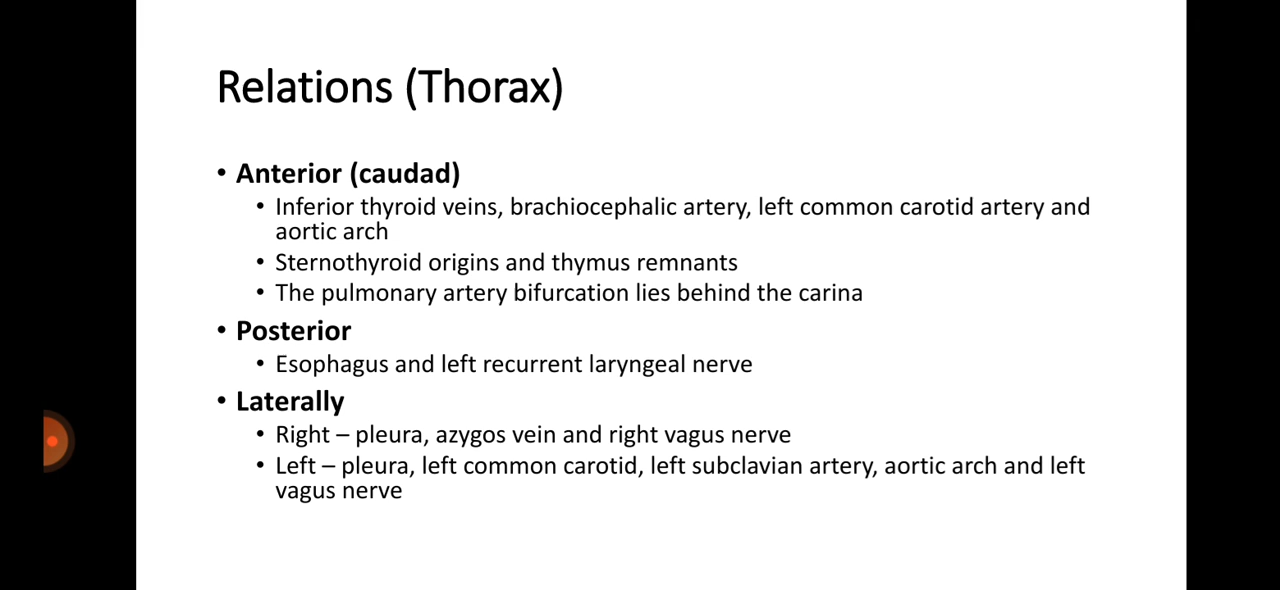 Relations (Thorax)
• Anterior (caudad)
• Inferior thyroid veins, brachiocephalic artery, left common carotid artery and
aortic arch
• Sternothyroid origins and thymus remnants
• The pulmonary artery bifurcation lies behind the carina
• Posterior
• Esophagus and left recurrent laryngeal nerve
• Laterally
• Right – pleura, azygos vein and right vagus nerve
• Left – pleura, left common carotid, left subclavian artery, aortic arch and left
vagus nerve